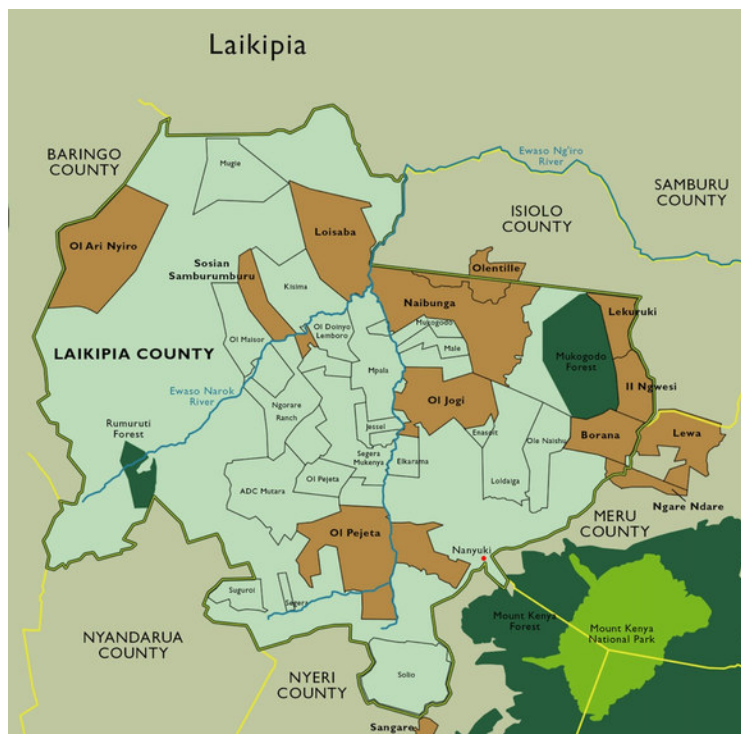 Laikipia
BARINGO
COUNTY
Mugie
Ewaso Ng'iro
River
SAMBURU
COUNTY
ISIOLO
COUNTY
Ol Ari Nyiro
Loisaba
Sosian
Samburumburu
Kisima
Olentille
Naibunga
Lekuruki
Ol Maisor
Ol Doinyo
Lemboro
Mukogodo
Male
LAIKIPIA COUNTY
Mukogodo
Forest
Mpala
Il Ngwesi
Ewaso Narok
River
Ol Jogi
Ngorare
Ranch
Rumuruti
Forest
Jessel
Enasoit
Ole Naishu
Borana
Lewa
Segera
Mukenya
Elkarama
Ol Pejeta
Loldaiga
ADC Mutara
Ngare Ndare
MERU
COUNTY
Ol Pejeta
Nanyuki
Suguroi
Segera
Mount Kenya
Forest
Mount Kenya
National Park
NYANDARUA
COUNTY
NYERI
COUNTY
Solio
Sangare